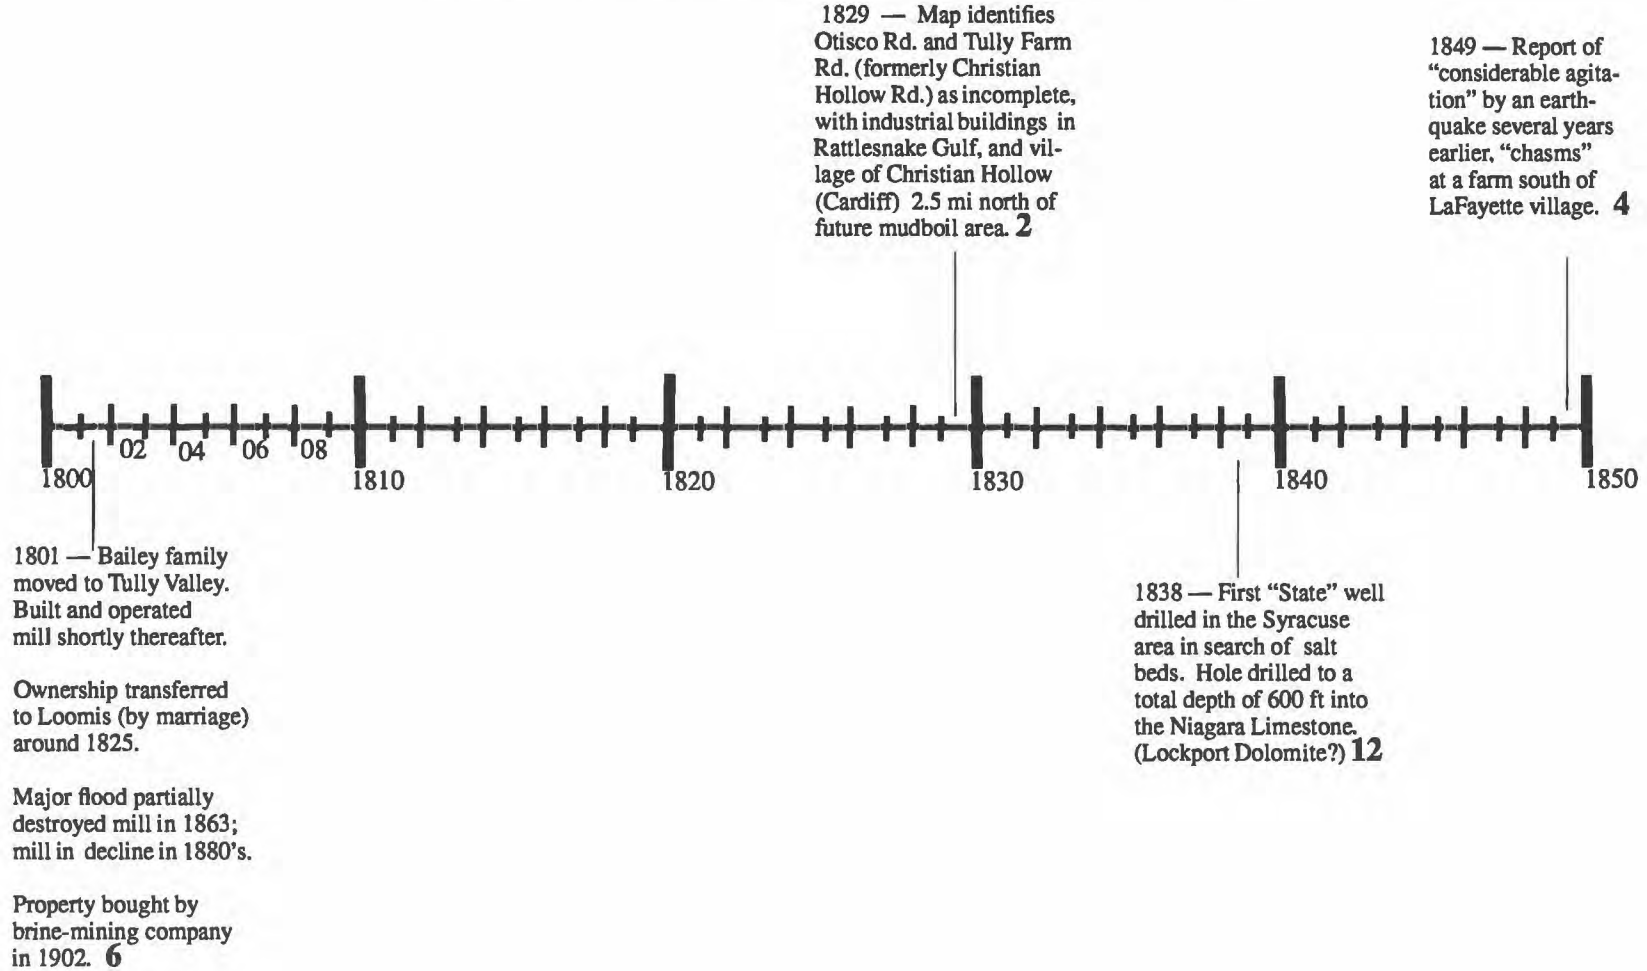 1829 — Map identifies
Otisco Rd. and Tully Farm
Rd. (formerly Christian
Hollow Rd.) as incomplete,
with industrial buildings in
Rattlesnake Gulf, and vil-
lage of Christian Hollow
(Cardiff) 2.5 mi north of
future mudboil area. 2
1849 — Report of
“considerable agita-
tion” by an earth-
quake several years
earlier, “chasms”
at a farm south of
LaFayette village. 4
02 04 06 08
1800 1810 1820 1830 1840 1850
1801 — Bailey family
moved to Tully Valley.
Built and operated
mill shortly thereafter.
Ownership transferred
to Loomis (by marriage)
around 1825.
Major flood partially
destroyed mill in 1863;
mill in decline in 1880's.
Property bought by
brine-mining company
in 1902. 6
1838 — First “State” well
drilled in the Syracuse
area in search of salt
beds. Hole drilled to a
total depth of 600 ft into
the Niagara Limestone.
(Lockport Dolomite?) 12